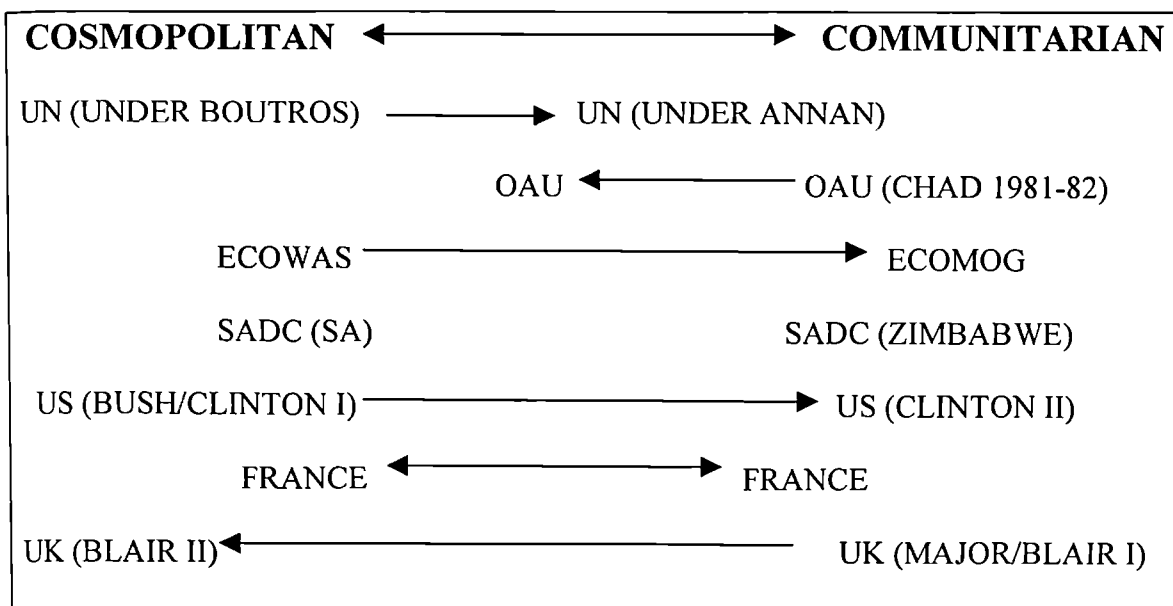 COSMOPOLITAN COMMUNITARIAN
UN (UNDER BOUTROS) UN (UNDER ANNAN)
OAU OAU (CHAD 1981-82)
ECOWAS ECOMOG
SADC (SA) SADC (ZIMBABWE)
US (BUSH/CLINTON I) US (CLINTON II)
FRANCE FRANCE
UK (BLAIR II) UK (MAJOR/BLAIR I)